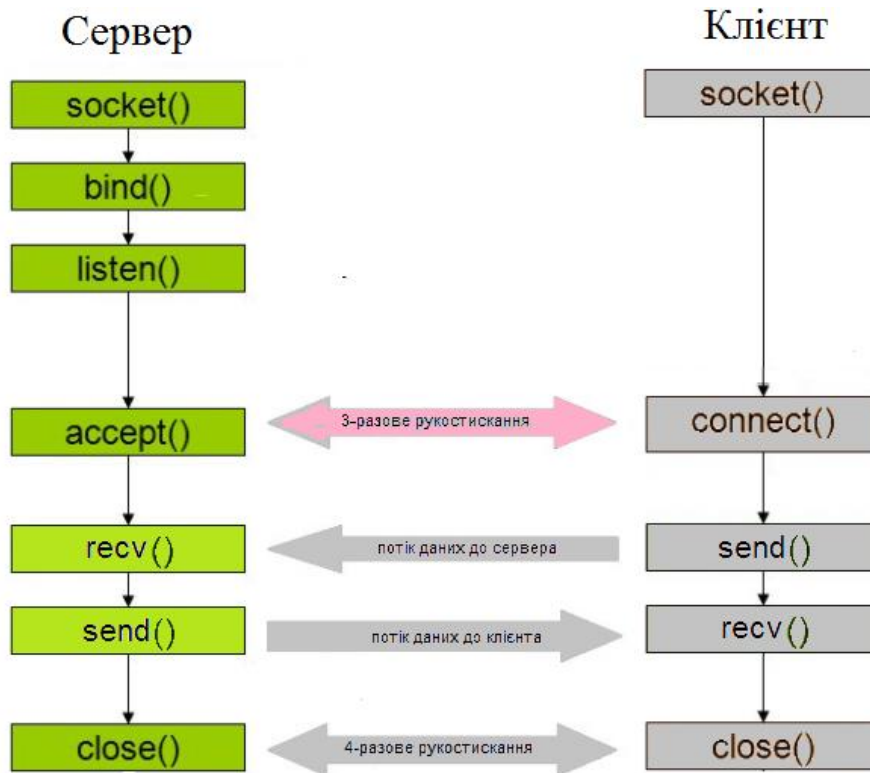 Сервер
Клієнт
socket()
socket()
bind()
listen()
accept()
3-разове рукостискання
connect()
recv()
потік даних до сервера
send()
send()
потік даних до клієнта
recv()
close()
4-разове рукостискання
close()